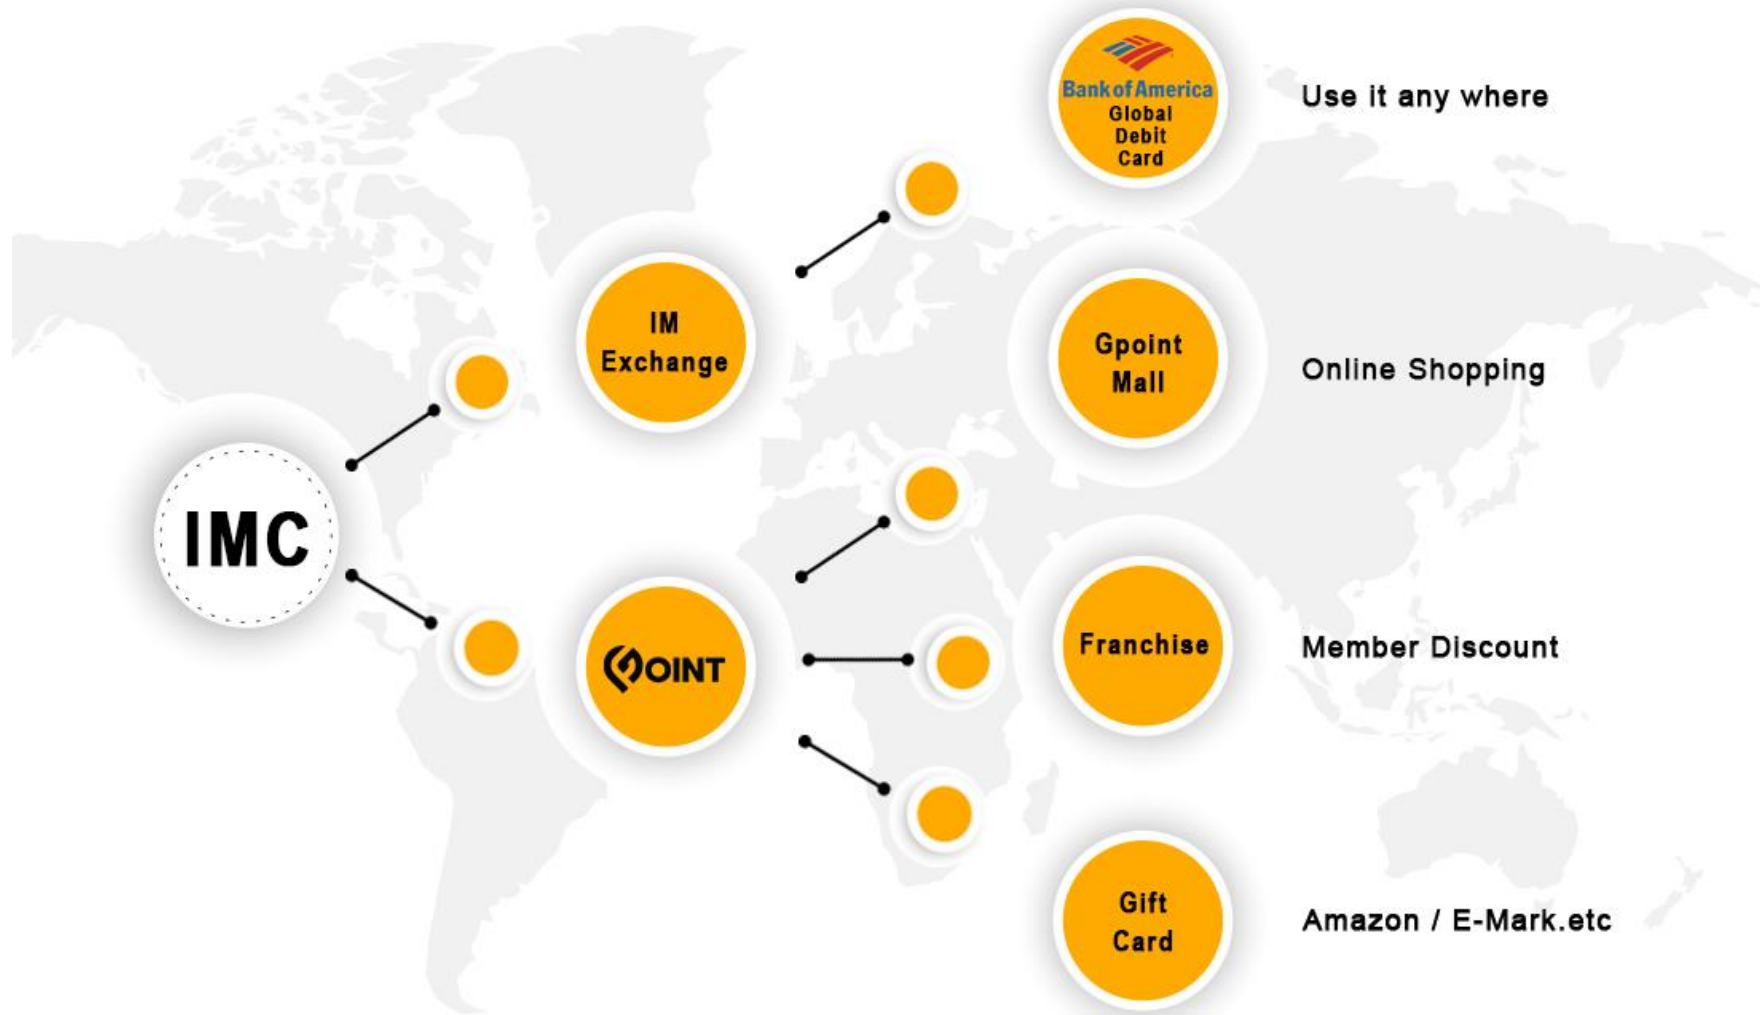 Bank of America
Global
Debit
Card
Use it any where
IM
Exchange
Gpoint
Mall
Online Shopping
IMC
GPOINT
Franchise
Member Discount
Gift
Card
Amazon / E-Mark.etc